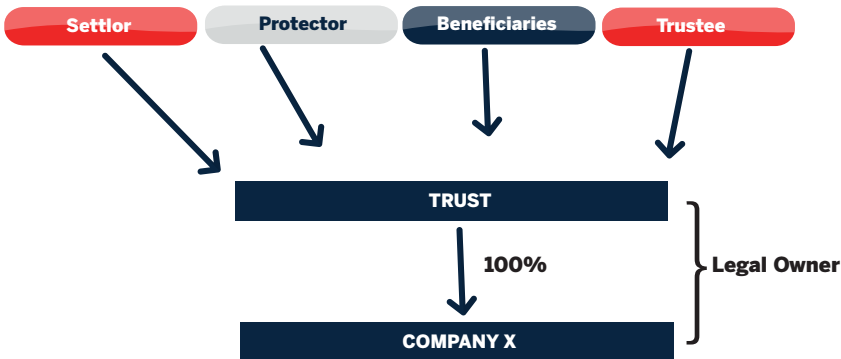 Settlor
Protector
Beneficiaries
Trustee
TRUST
100%
Legal Owner
COMPANY X